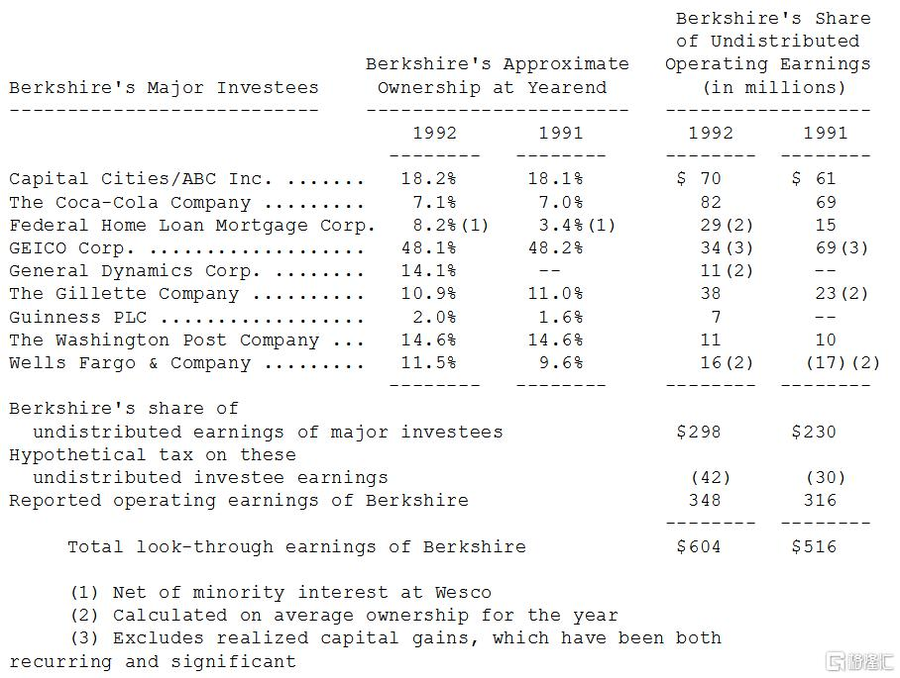 Berkshire's Share
of Undistributed
Berkshire's Approximate Operating Earnings
Berkshire's Major Investees Ownership at Yearend (in millions)
--------------------------- ----------------------- ------------------
1992 1991 1992 1991
-------- -------- -------- --------
Capital Cities/ABC Inc. ....... 18.2% 18.1% $ 70 $ 61
The Coca-Cola Company ......... 7.1% 7.0% 82 69
Federal Home Loan Mortgage Corp. 8.2%(1) 3.4%(1) 29(2) 15
GEICO Corp. ................... 48.1% 48.2% 34(3) 69(3)
General Dynamics Corp. ........ 14.1% -- 11(2) --
The Gillette Company .......... 10.9% 11.0% 38 23(2)
Guinness PLC .................. 2.0% 1.6% 7 --
The Washington Post Company ... 14.6% 14.6% 11 10
Wells Fargo & Company ......... 11.5% 9.6% 16(2) (17)(2)
-------- -------- -------- --------
Berkshire's share of
undistributed earnings of major investees $298 $230
Hypothetical tax on these
undistributed investee earnings (42) (30)
Reported operating earnings of Berkshire 348 316
-------- --------
Total look-through earnings of Berkshire $604 $516
(1) Net of minority interest at Wesco
(2) Calculated on average ownership for the year
(3) Excludes realized capital gains, which have been both
recurring and significant
格隆汇